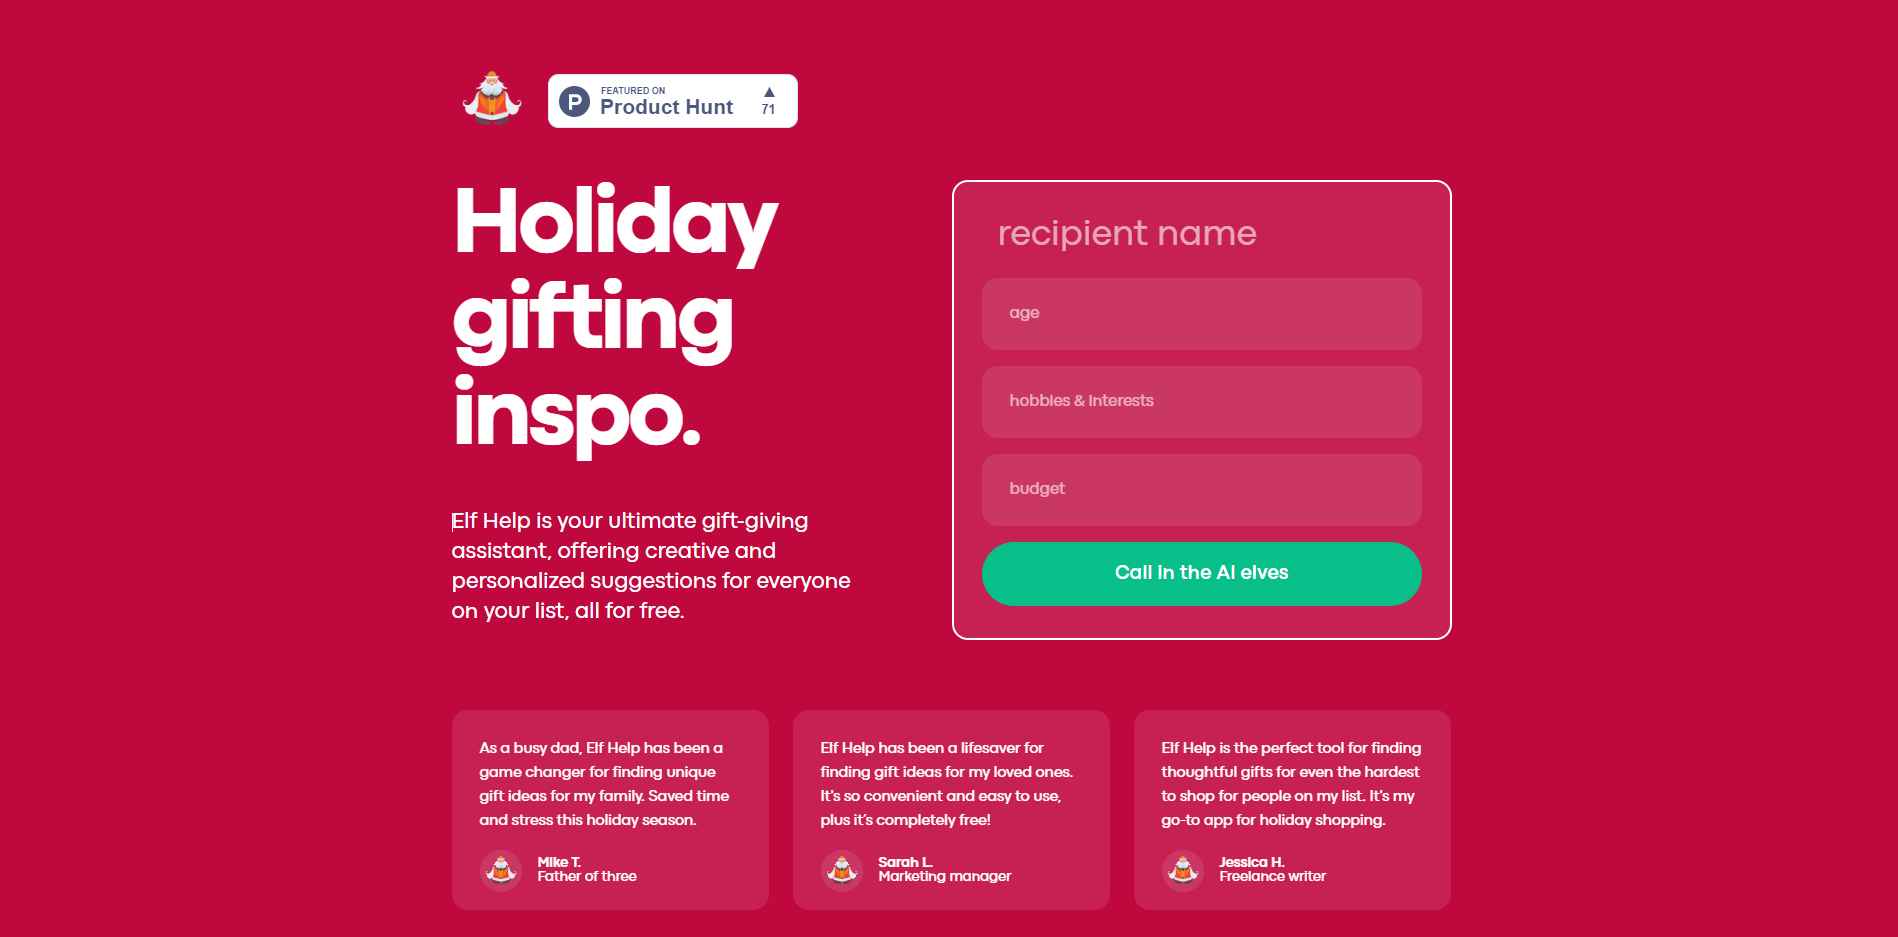 FEATURED ON
Product Hunt
71
Holiday
gifting
inspo.
Elf Help is your ultimate gift-giving
assistant, offering creative and
personalized suggestions for everyone
on your list, all for free.
recipient name
age
hobbies & interests
budget
Call in the AI elves
As a busy dad, Elf Help has been a
game changer for finding unique
gift ideas for my family. Saved time
and stress this holiday season.
Mike T.
Father of three
Elf Help has been a lifesaver for
finding gift ideas for my loved ones.
It's so convenient and easy to use,
plus it's completely free!
Sarah L.
Marketing manager
Elf Help is the perfect tool for finding
thoughtful gifts for even the hardest
to shop for people on my list. It's my
go-to app for holiday shopping.
Jessica H.
Freelance writer